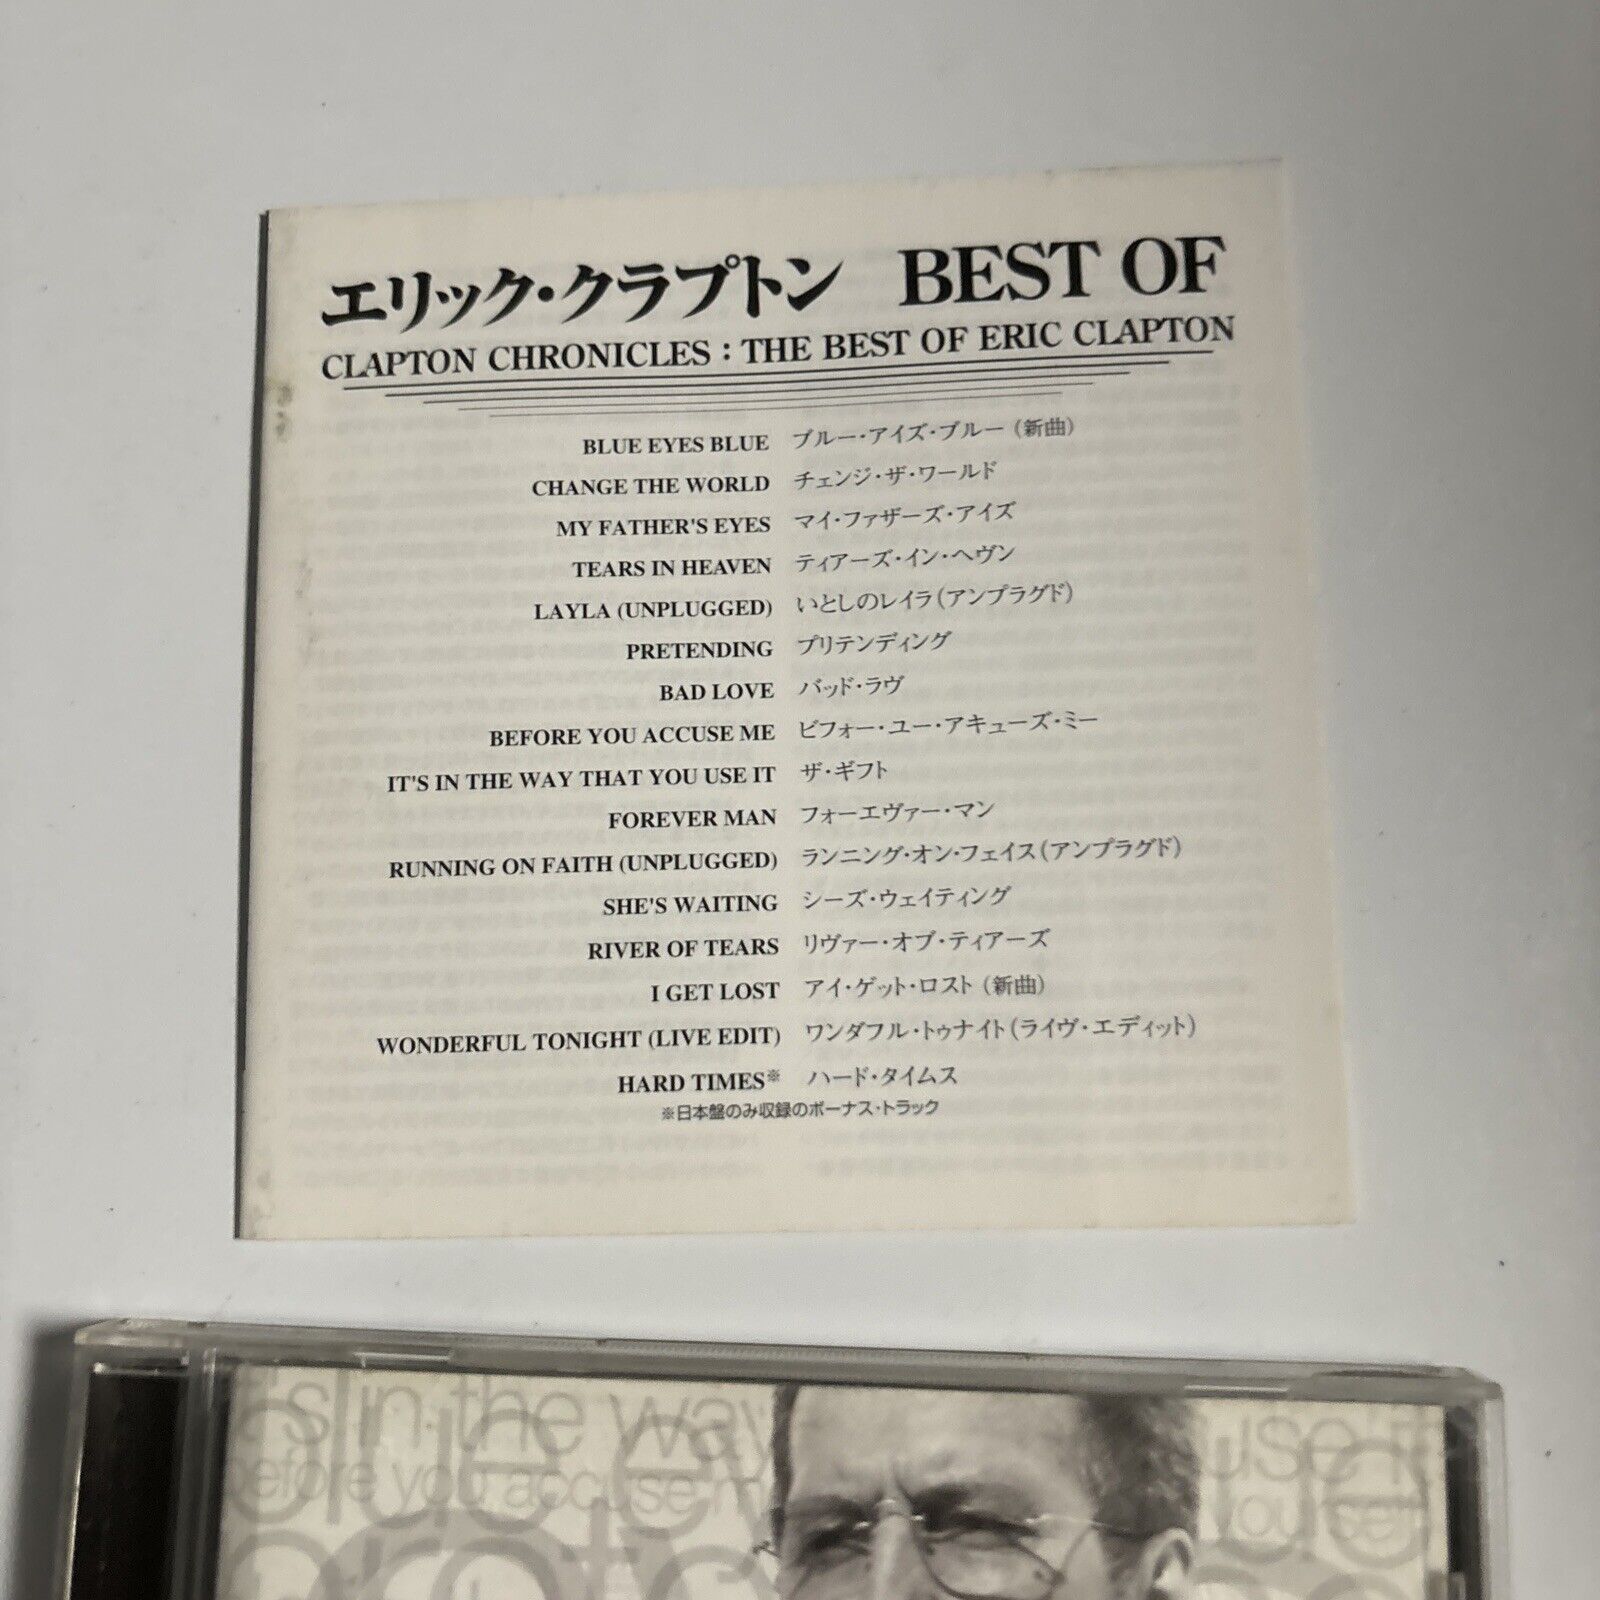 エリック・クラプトン BEST OF
CLAPTON CHRONICLES : THE BEST OF ERIC CLAPTON
BLUE EYES BLUE ブルー・アイズ・ブルー（新曲）
CHANGE THE WORLD チェンジ・ザ・ワールド
MY FATHER'S EYES マイ・ファザーズ・アイズ
TEARS IN HEAVEN ティアーズ・イン・ヘヴン
LAYLA (UNPLUGGED) いとしのレイラ（アンプラグド）
PRETENDING プリテンディング
BAD LOVE バッド・ラヴ
BEFORE YOU ACCUSE ME ビフォー・ユー・アキューズ・ミー
IT'S IN THE WAY THAT YOU USE IT ザ・ギフト
FOREVER MAN フォーエヴァー・マン
RUNNING ON FAITH (UNPLUGGED) ランニング・オン・フェイス（アンプラグド）
SHE'S WAITING シーズ・ウェイティング
RIVER OF TEARS リヴァー・オブ・ティアーズ
I GET LOST アイ・ゲット・ロスト（新曲）
WONDERFUL TONIGHT (LIVE EDIT) ワンダフル・トゥナイト（ライヴ・エディット）
HARD TIMES※ ハード・タイムス
※日本盤のみ収録のボーナス・トラック
's in the way use it
blue e
before you accuse m